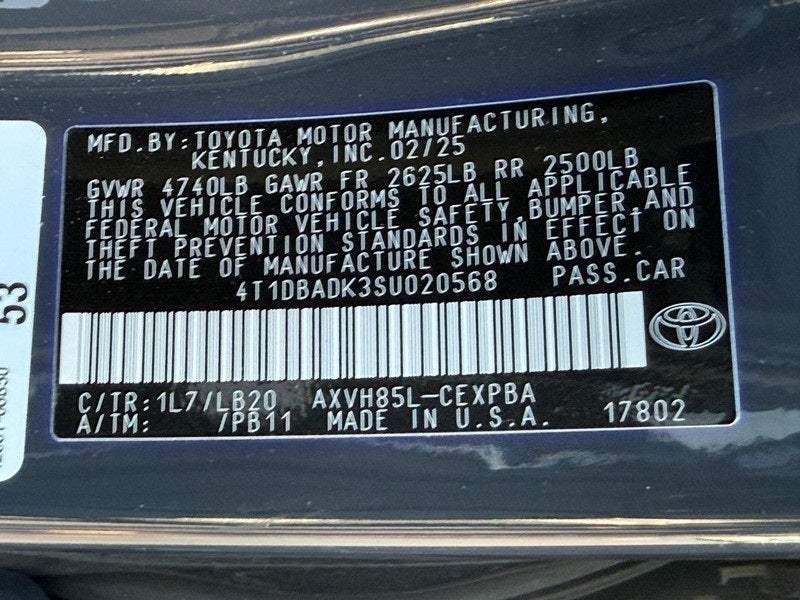 MFD.BY:TOYOTA MOTOR MANUFACTURING,
KENTUCKY,INC.02/25
GVWR 4740LB GAWR FR 2625LB RR 2500LB
THIS VEHICLE CONFORMS TO ALL APPLICABLE
FEDERAL MOTOR VEHICLE SAFETY,BUMPER,AND
THEFT PREVENTION STANDARDS IN EFFECT ON
THE DATE OF MANUFACTURE SHOWN ABOVE.
4T1DBADK3SU020568 PASS.CAR
C/TR:1L7/LB20 AXVH85L-CEXPBA
A/TM: /PB11 MADE IN U.S.A. 17802
53